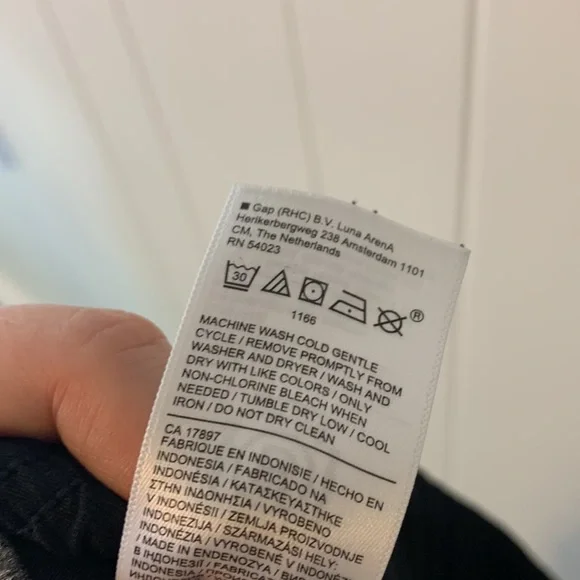 Gap (RHC) B.V. Luna ArenA
Herikerbergweg 238 Amsterdam 1101
CM, The Netherlands
RN 54023
30
®
1166
MACHINE WASH COLD GENTLE
CYCLE / REMOVE PROMPTLY FROM
WASHER AND DRYER / WASH AND
DRY WITH LIKE COLORS / ONLY
NON-CHLORINE BLEACH WHEN
NEEDED / TUMBLE DRY LOW / COOL
IRON / DO NOT DRY CLEAN
CA 17897
FABRIQUE EN INDONISIE / HECHO EN
INDONESIA / FABRICADO NA
INDONÉSIA / ΚΑΤΑΣΚΕΥΑΣΤΗΚΕ
ΣΤΗΝ ΙΝΔΟΝΗΣΙΑ / VYROBENO
V INDONÉSII / ZEMLJA PROIZVODNJE
INDONEZIJA / SZÁRMAZÁSI HELY:
INDONÉZIA / VYROBENÉ V INDONÉZII
/ MADE IN ENDENOZYA /
В ІНДОНЕЗІЇ / FABRICAT
INDONESIA